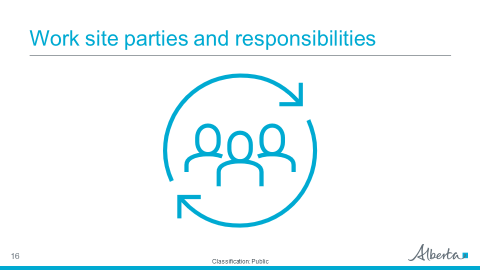 Work site parties and responsibilities
16
Classification: Public
Alberta